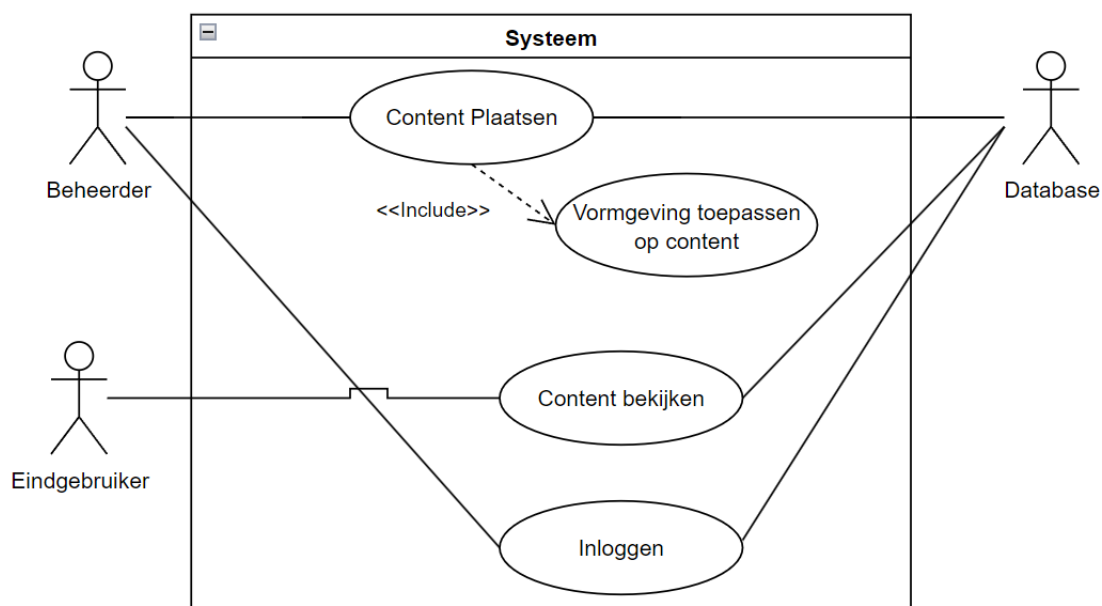 Systeem
Content Plaatsen
Beheerder
Database
<<Include>>
Vormgeving toepassen
op content
Content bekijken
Eindgebruiker
Inloggen